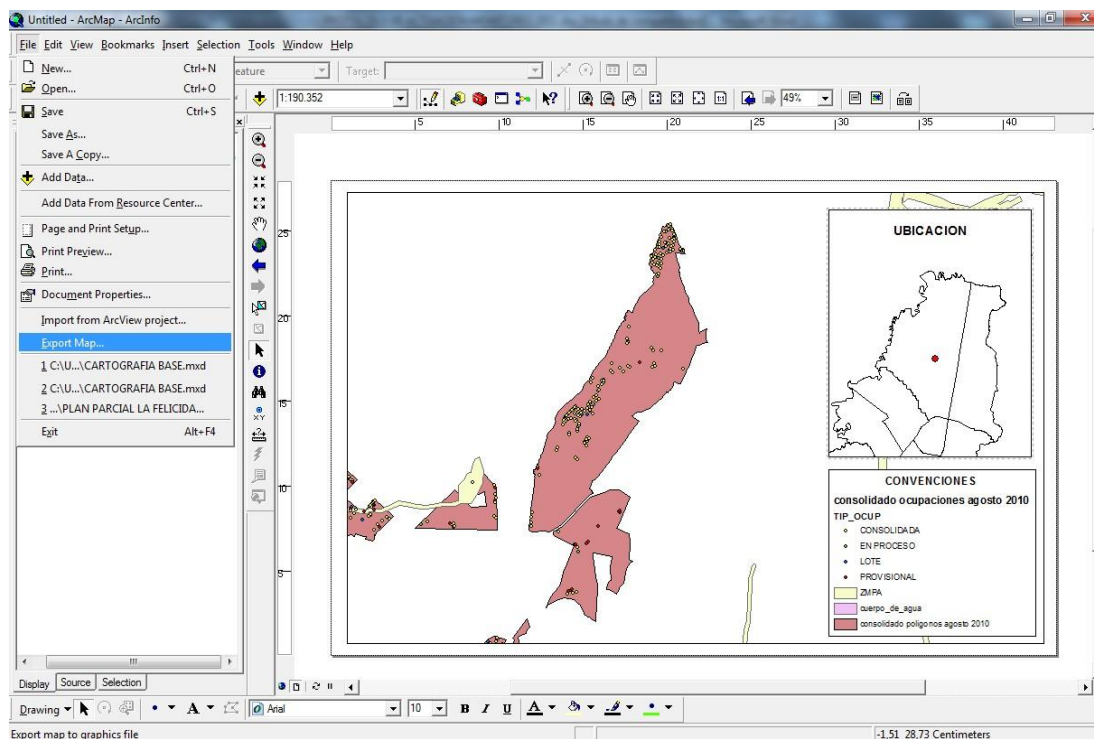 Untitled - ArcMap - ArcInfo
File Edit View Bookmarks Insert Selection Tools Window Help
New... Ctrl+N
Open... Ctrl+O
Save Ctrl+S
Save As...
Save A Copy...
Add Data...
Add Data From Resource Center...
Page and Print Setup...
Print Preview...
Print...
Document Properties...
Import from ArcView project...
Export Map...
1 C:\U...\CARTOGRAFIA BASE.mxd
2 C:\U...\CARTOGRAFIA BASE.mxd
3 ...\PLAN PARCIAL LA FELICIDA...
Exit Alt+F4
eature Target:
1:190.352 1:1 49%
5 10 15 20 25 30 35 40
25
20
15
10
5
XY
UBICACION
CONVENCIONES
consolidado ocupaciones agosto 2010
TIP_OCUP
CONSOLIDADA
EN PROCESO
LOTE
PROVISIONAL
ZMPA
cuerpo_de_agua
consolidado poligonos agosto 2010
Display Source Selection
Drawing A Arial 10 B I U A
Export map to graphics file -1,51 28,73 Centimeters